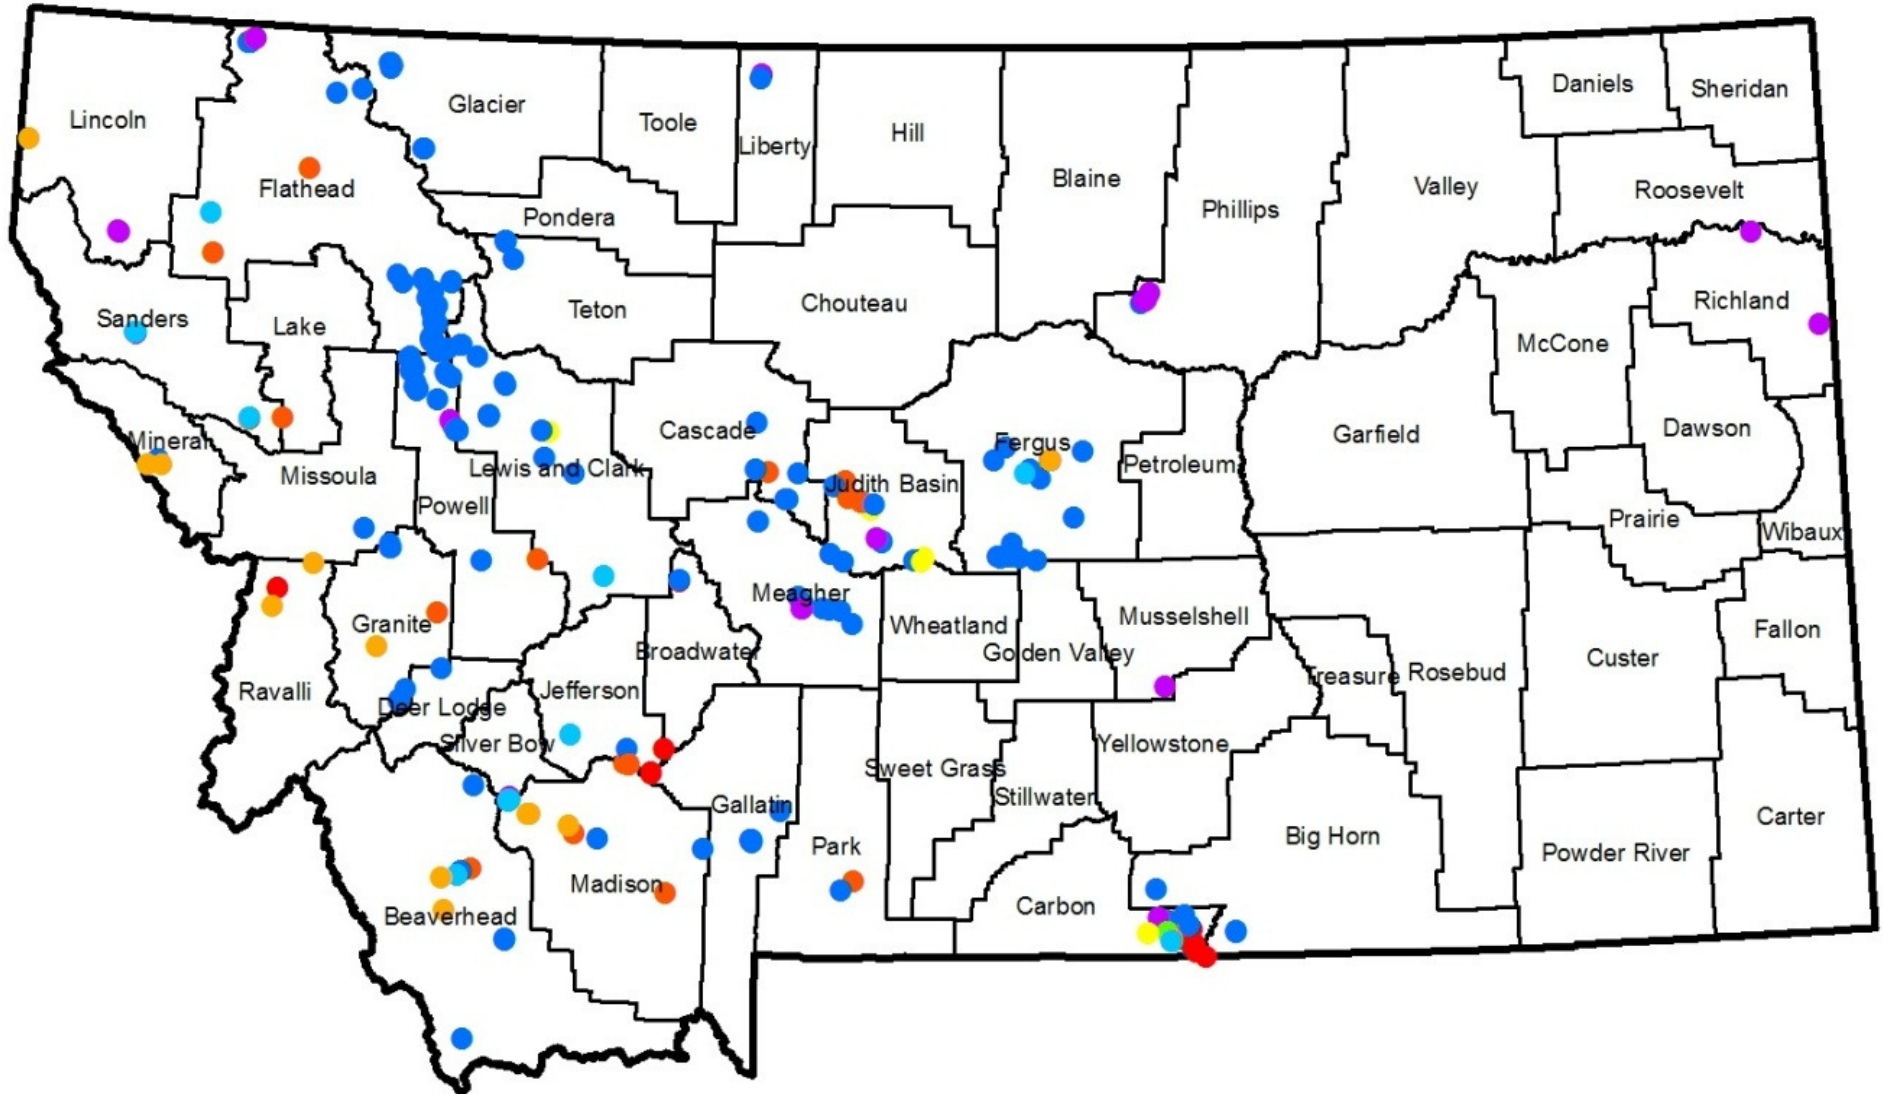 Daniels
Sheridan
Glacier
Lincoln
Toole
Hill
Liberty
Blaine
Flathead
Valley
Roosevelt
Phillips
Pondera
Richland
Chouteau
Teton
Sanders
Lake
McCone
Cascade
Fergus
Garfield
Dawson
Mineral
Lewis and Clark
Missoula
Petroleum
Judith Basin
Powell
Prairie
Wibaux
Meagher
Granite
Wheatland
Musselshell
Fallon
Broadwater
Golden Valley
Custer
Treasure
Rosebud
Ravalli
Jefferson
Deer Lodge
Silver Bow
Yellowstone
Sweet Grass
Stillwater
Gallatin
Carter
Park
Big Horn
Powder River
Madison
Carbon
Beaverhead